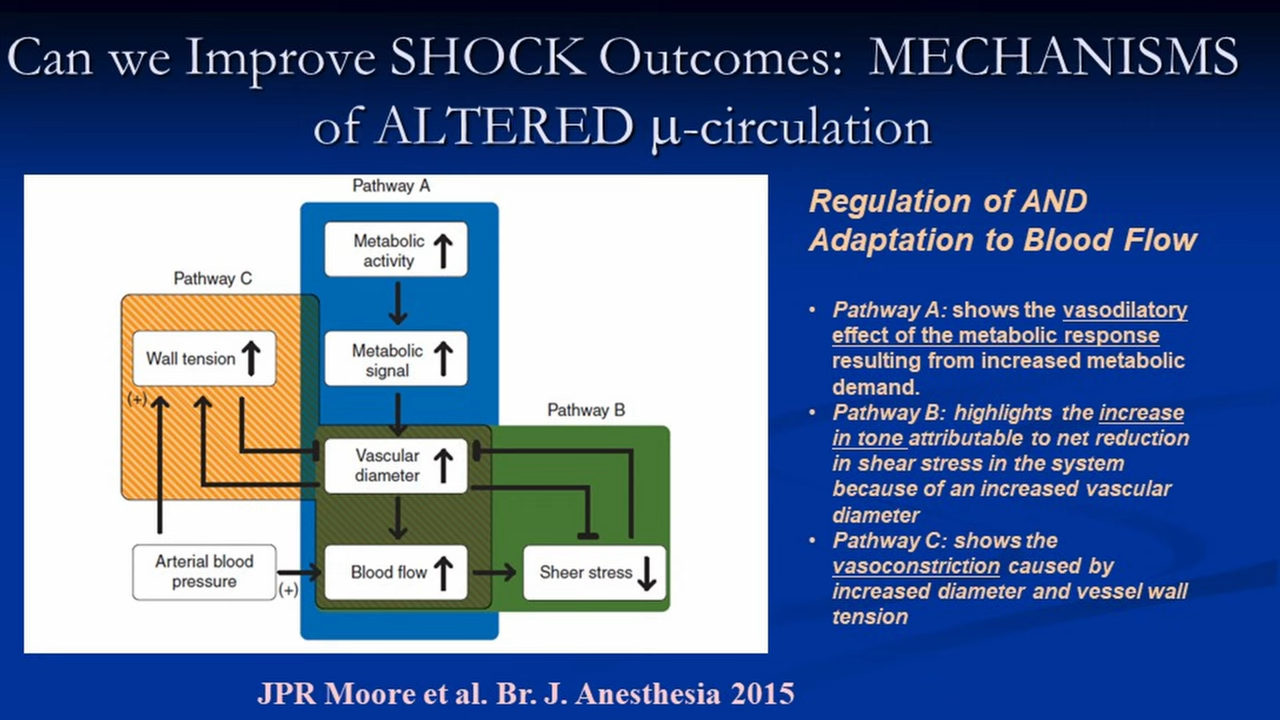 Can we Improve SHOCK Outcomes: MECHANISMS
of ALTERED μ-circulation
Pathway A
Metabolic
activity
Pathway C
Wall tension
(+)
Metabolic
signal
Pathway B
Vascular
diameter
Arterial blood
pressure
(+)
Blood flow
Sheer stress
Regulation of AND
Adaptation to Blood Flow
• Pathway A: shows the vasodilatory
effect of the metabolic response
resulting from increased metabolic
demand.
• Pathway B: highlights the increase
in tone attributable to net reduction
in shear stress in the system
because of an increased vascular
diameter
• Pathway C: shows the
vasoconstriction caused by
increased diameter and vessel wall
tension
JPR Moore et al. Br. J. Anesthesia 2015